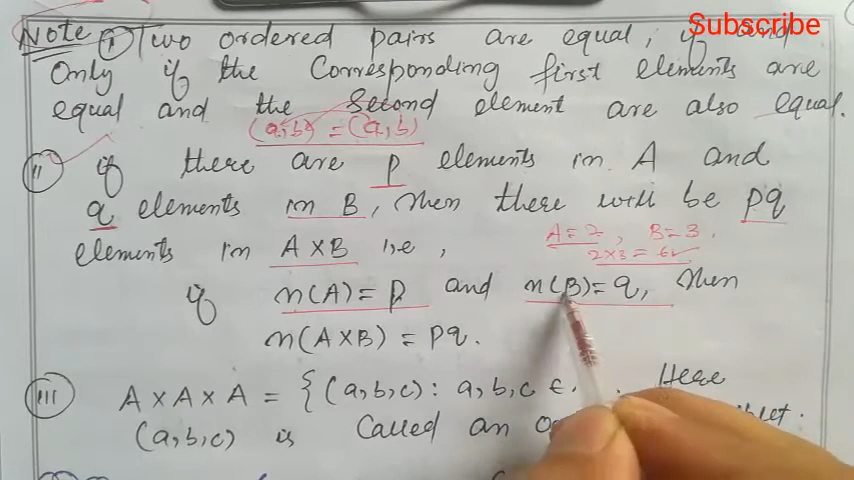 Subscribe
Note (i) Two ordered pairs are equal, if and
Only if the Corresponding first elements are
equal and the Second element are also equal.
(a,b) = (a,b)
(ii) if there are p elements in A and
q elements in B, then there will be pq
A=2, B=3
elements in A×B i.e,
2×3=6
if n(A)=p and n(B)=q, then
n(A×B) = pq.
(iii) A×A×A = {(a,b,c): a,b,c ∈ Here
(a,b,c) is Called an